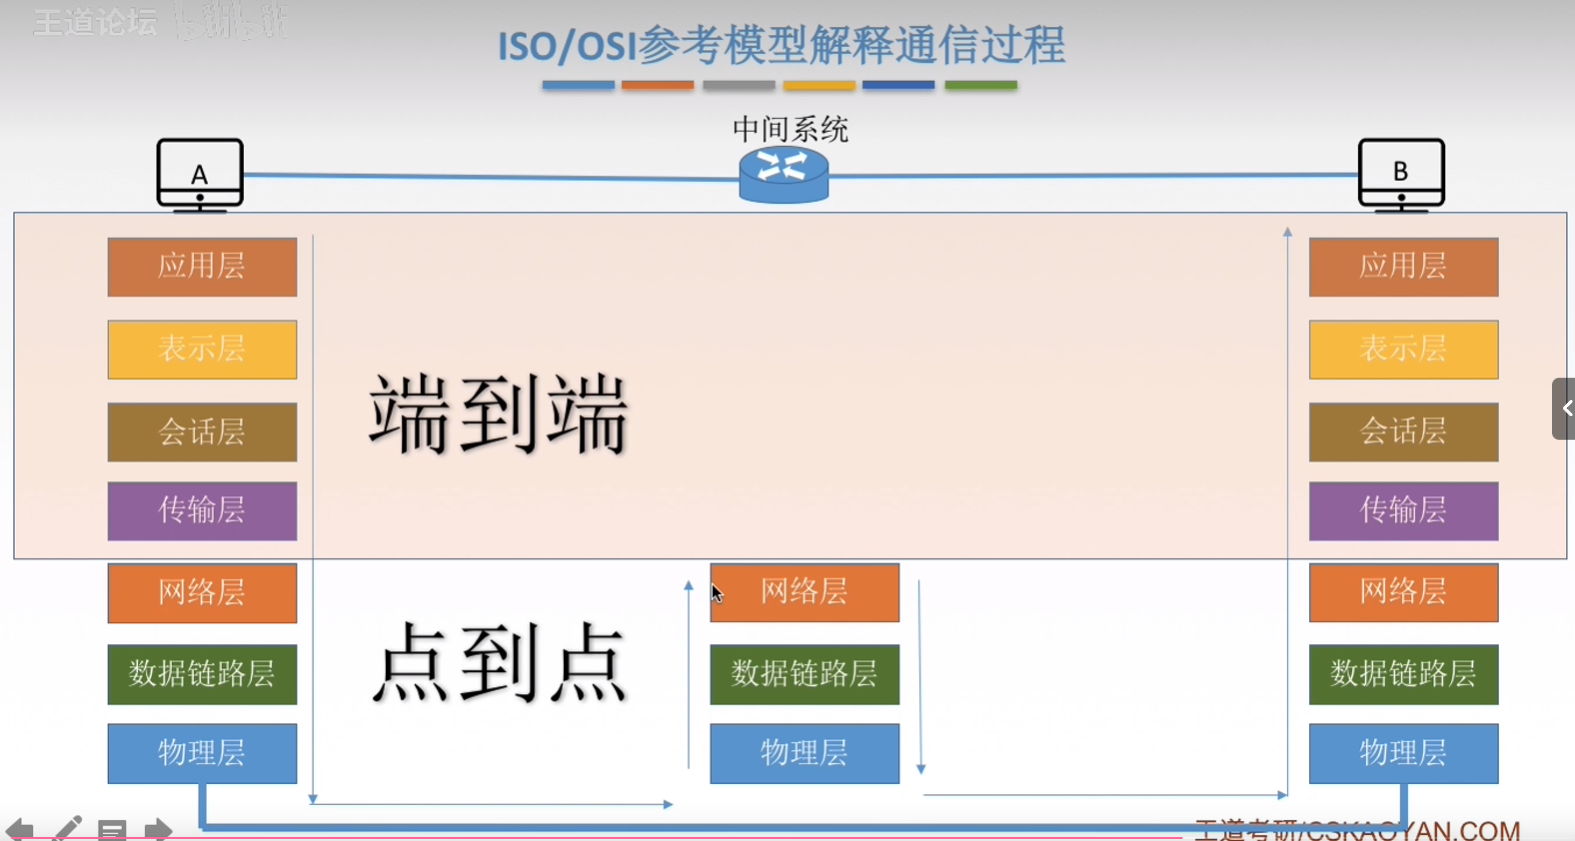 王道论坛 bilibili
ISO/OSI参考模型解释通信过程
中间系统
A
B
应用层
应用层
表示层
表示层
端到端
会话层
会话层
传输层
传输层
网络层
网络层
网络层
点到点
数据链路层
数据链路层
数据链路层
物理层
物理层
物理层
王道考研/CSKAOYAN.COM